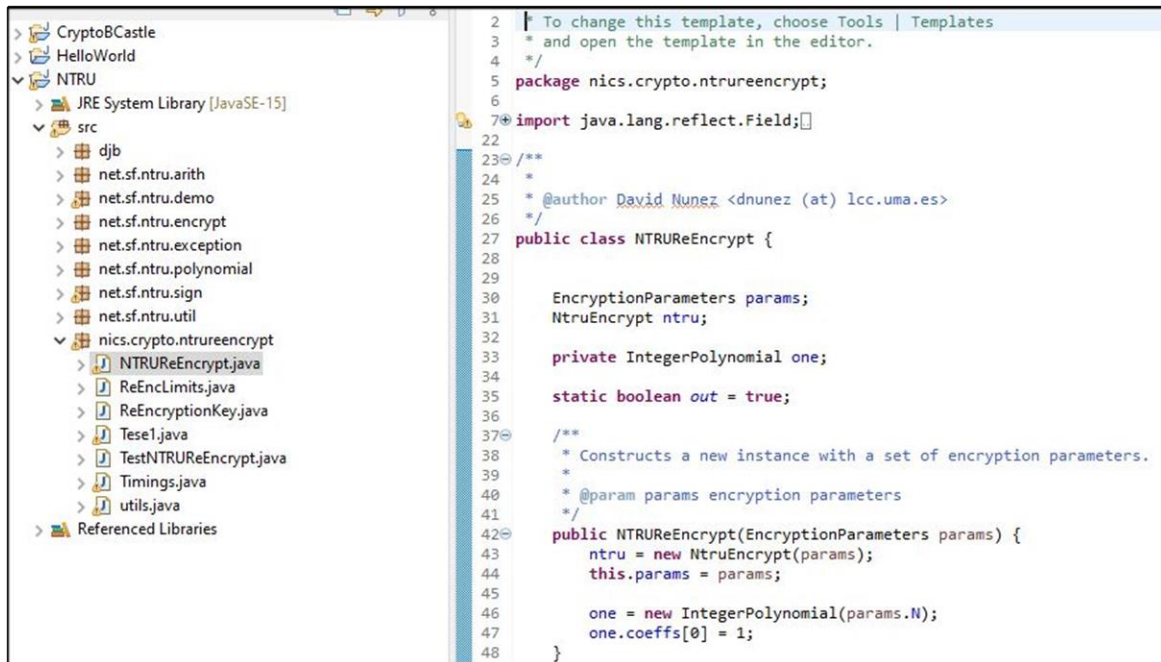 CryptoBCastle
HelloWorld
NTRU
JRE System Library [JavaSE-15]
src
djb
net.sf.ntru.arith
net.sf.ntru.demo
net.sf.ntru.encrypt
net.sf.ntru.exception
net.sf.ntru.polynomial
net.sf.ntru.sign
net.sf.ntru.util
nics.crypto.ntrureencrypt
NTRUReEncrypt.java
ReEncLimits.java
ReEncryptionKey.java
Tese1.java
TestNTRUReEncrypt.java
Timings.java
utils.java
Referenced Libraries
2 * To change this template, choose Tools | Templates
3 * and open the template in the editor.
4 */
5 package nics.crypto.ntrureencrypt;
6
7 import java.lang.reflect.Field;
22
23 /**
24 *
25 * @author David Nunez <dnunez (at) lcc.uma.es>
26 */
27 public class NTRUReEncrypt {
28
29
30 EncryptionParameters params;
31 NtruEncrypt ntru;
32
33 private IntegerPolynomial one;
34
35 static boolean out = true;
36
37 /**
38 * Constructs a new instance with a set of encryption parameters.
39 *
40 * @param params encryption parameters
41 */
42 public NTRUReEncrypt(EncryptionParameters params) {
43 ntru = new NtruEncrypt(params);
44 this.params = params;
45
46 one = new IntegerPolynomial(params.N);
47 one.coeffs[0] = 1;
48 }